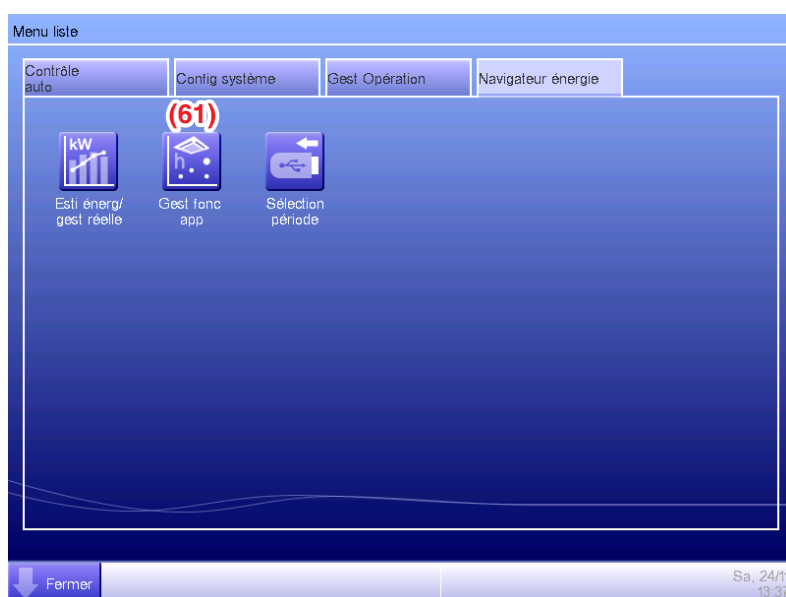 Menu liste
Contrôle
auto
Config système
Gest Opération
Navigateur énergie
(61)
kW
h
Esti énerg/
gest réelle
Gest fonc
app
Sélection
période
Fermer
Sa, 24/1
13:37